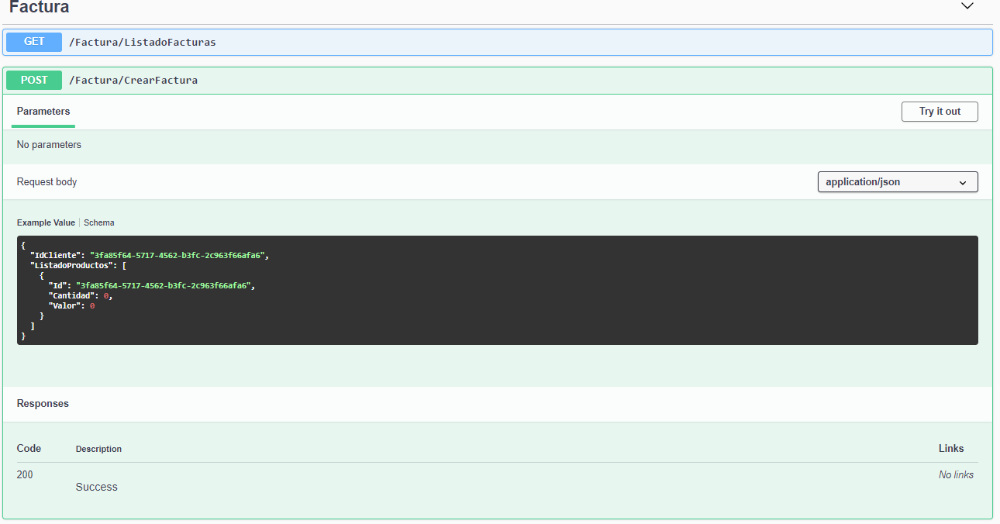 Factura
GET /Factura/ListadoFacturas
POST /Factura/CrearFactura
Parameters Try it out
No parameters
Request body application/json
Example Value Schema
{
  "IdCliente": "3fa85f64-5717-4562-b3fc-2c963f66afa6",
  "ListadoProductos": [
    {
      "Id": "3fa85f64-5717-4562-b3fc-2c963f66afa6",
      "Cantidad": 0,
      "Valor": 0
    }
  ]
}
Responses
Code Description Links
200 No links
Success